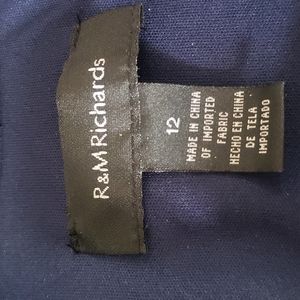 R&M Richards
12
MADE IN CHINA
OF IMPORTED
FABRIC
HECHO EN CHINA
DE TELA
IMPORTADO